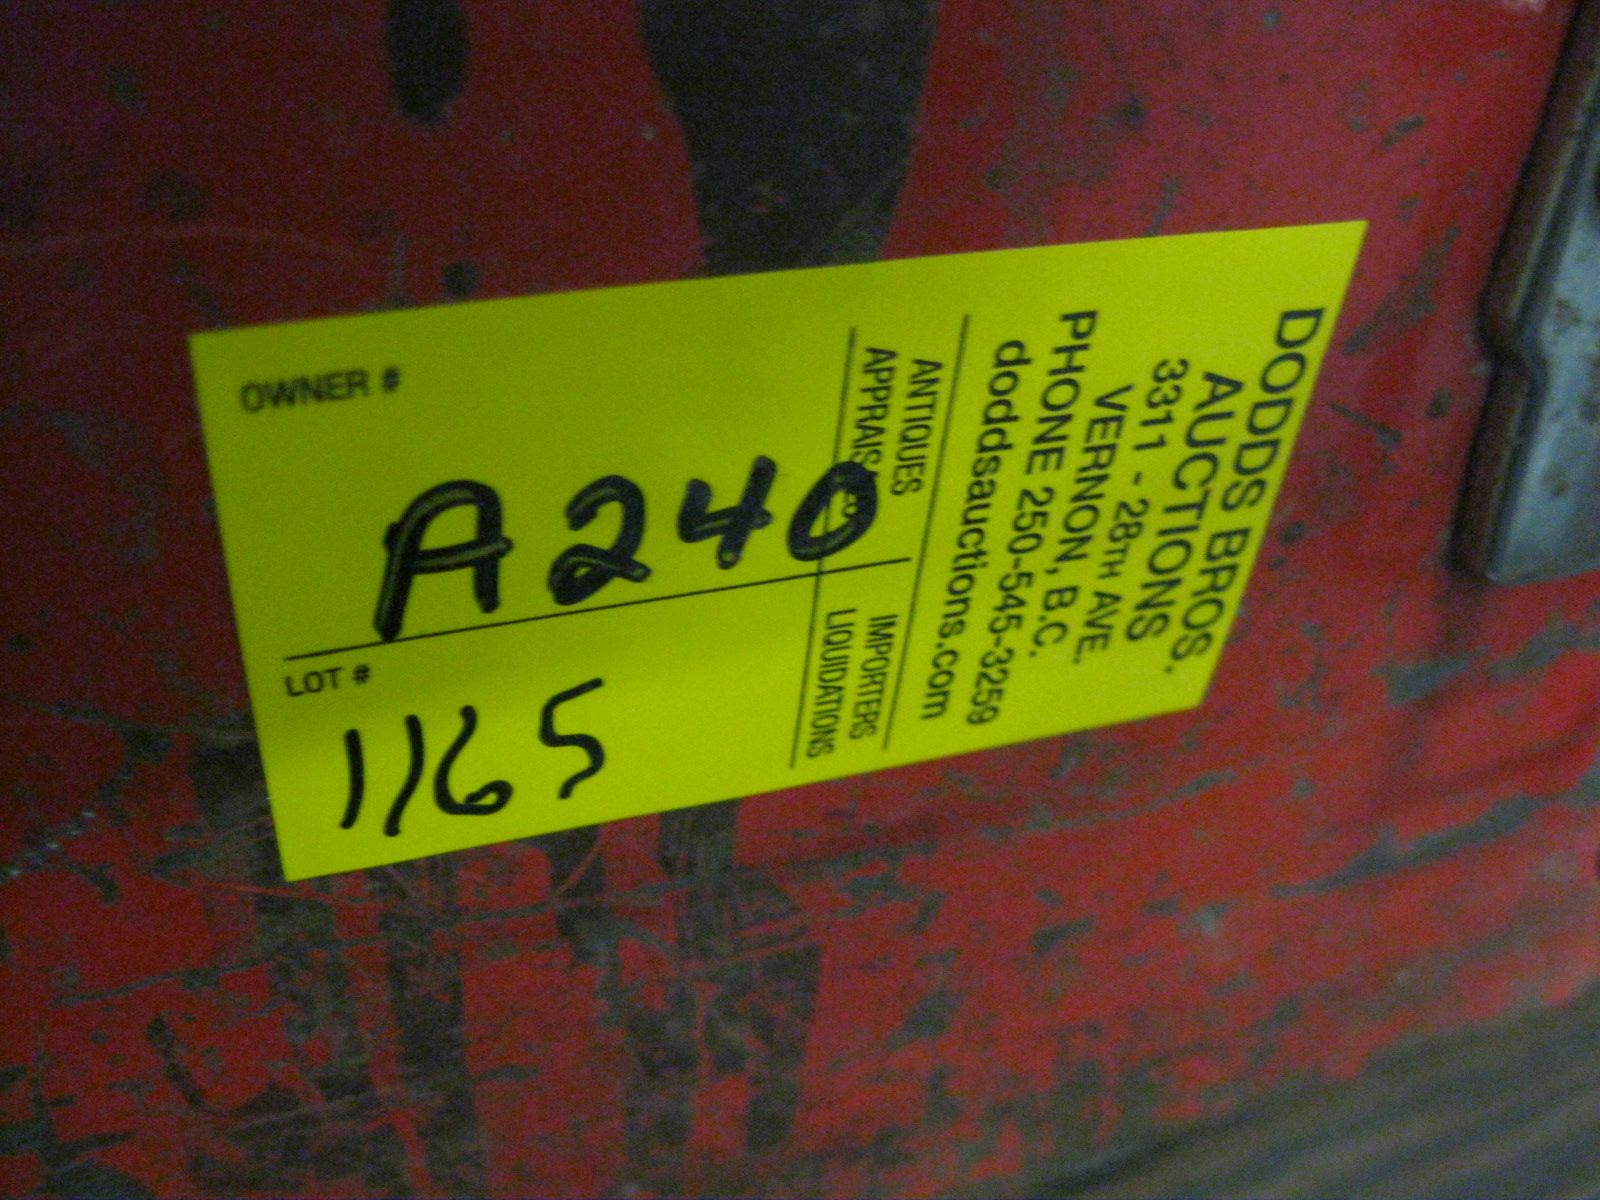 DODDS BROS.
AUCTIONS
3311 - 28TH AVE.
VERNON, B.C.
PHONE 250-545-3259
doddsauctions.com
ANTIQUES IMPORTERS
LIQUIDATIONS
OWNER #
A240
LOT #
1165